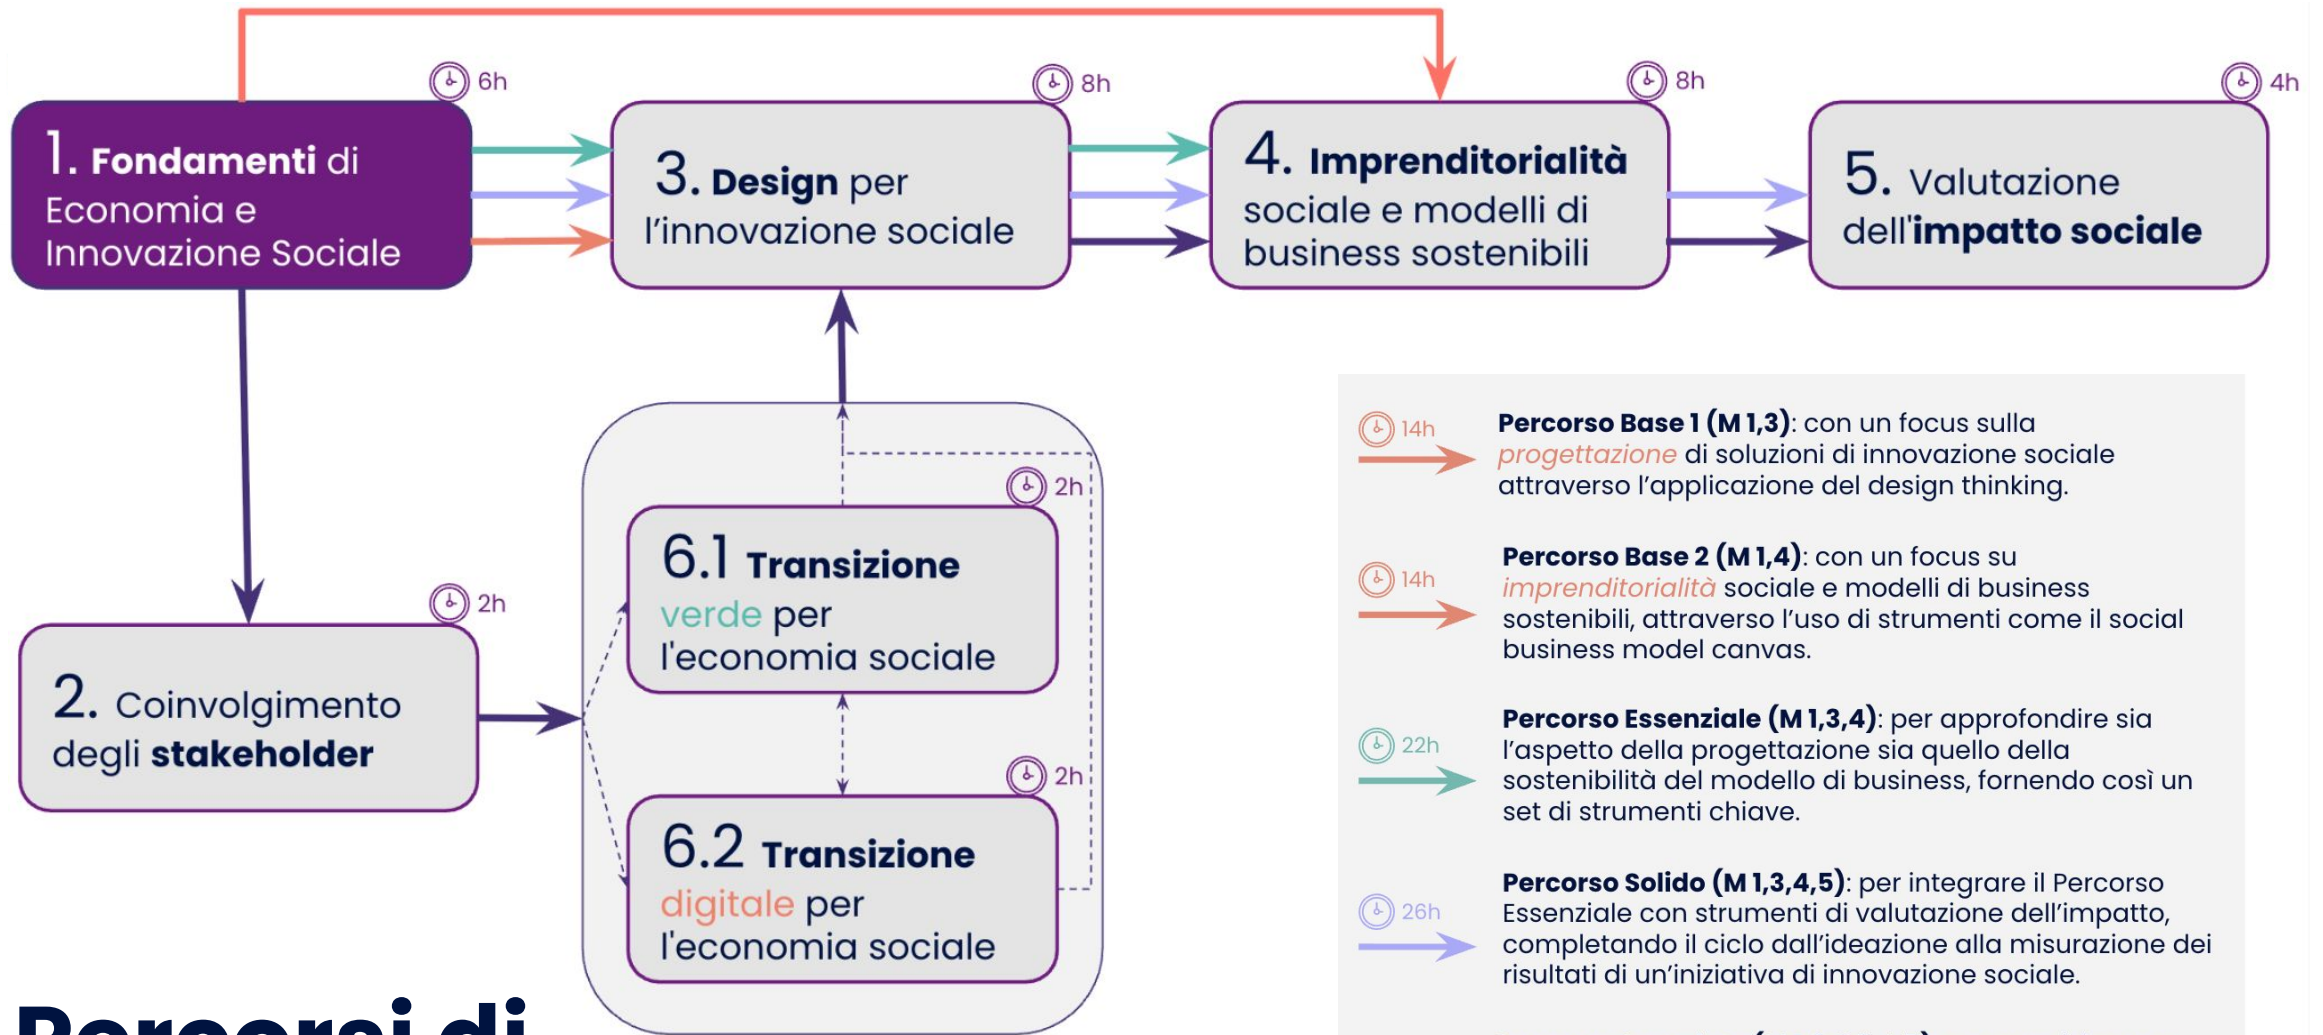 6h
8h
8h
4h
1. Fondamenti di
Economia e
Innovazione Sociale
3. Design per
l’innovazione sociale
4. Imprenditorialità
sociale e modelli di
business sostenibili
5. Valutazione
dell'impatto sociale
2h
2. Coinvolgimento
degli stakeholder
2h
6.1 Transizione
verde per
l'economia sociale
2h
6.2 Transizione
digitale per
l'economia sociale
14h
Percorso Base 1 (M 1,3): con un focus sulla
progettazione di soluzioni di innovazione sociale
attraverso l’applicazione del design thinking.
14h
Percorso Base 2 (M 1,4): con un focus su
imprenditorialità sociale e modelli di business
sostenibili, attraverso l’uso di strumenti come il social
business model canvas.
22h
Percorso Essenziale (M 1,3,4): per approfondire sia
l’aspetto della progettazione sia quello della
sostenibilità del modello di business, fornendo così un
set di strumenti chiave.
26h
Percorso Solido (M 1,3,4,5): per integrare il Percorso
Essenziale con strumenti di valutazione dell’impatto,
completando il ciclo dall’ideazione alla misurazione dei
risultati di un’iniziativa di innovazione sociale.
Percorsi di